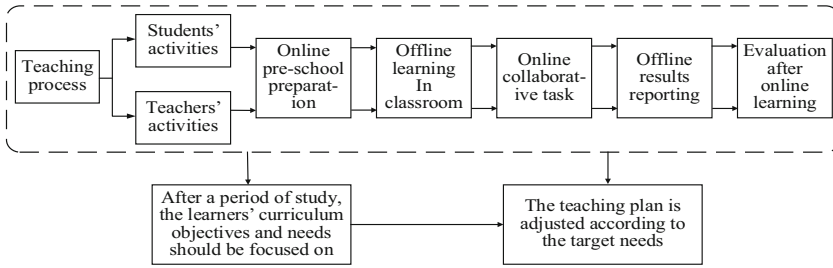 Teaching
process
Students'
activities
Teachers'
activities
Online
pre-school
preparat-
ion
Offline
learning
In
classroom
Online
collaborat-
ive task
Offline
results
reporting
Evaluation
after
online
learning
After a period of study,
the learners' curriculum
objectives and needs
should be focused on
The teaching plan is
adjusted according to
the target needs